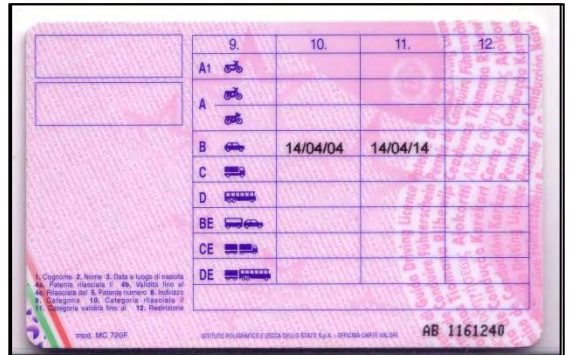 9. 10. 11. 12.
A1
A
B 14/04/04 14/04/14
C
D
BE
CE
DE
1. Cognome 2. Nome 3. Data e luogo di nascita
4a. Patente rilasciata il 4b. Validità fino al
4c. Rilasciata dal 5. Patente numero 8. Indirizzo
9. Categoria 10. Categoria rilasciata il
11. Categoria validità fino al 12. Restrizione
mod. MC 720F
ISTITUTO POLIGRAFICO E ZECCA DELLO STATO S.p.A. - OFFICINA CARTE VALORI
AB 1161240